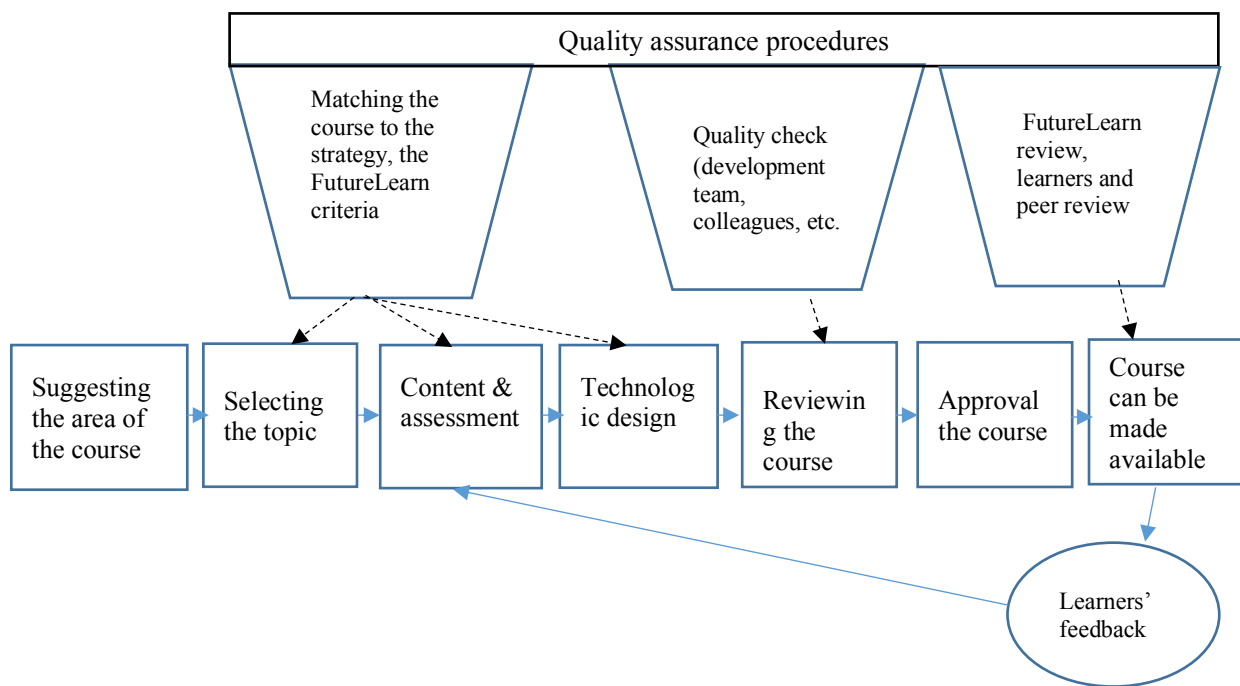 Quality assurance procedures
Matching the
course to the
strategy, the
FutureLearn
criteria
Quality check
(development
team,
colleagues, etc.
FutureLearn
review,
learners and
peer review
Suggesting
the area of
the course
Selecting
the topic
Content &
assessment
Technolog
ic design
Reviewin
g the
course
Approval
the course
Course
can be
made
available
Learners’
feedback